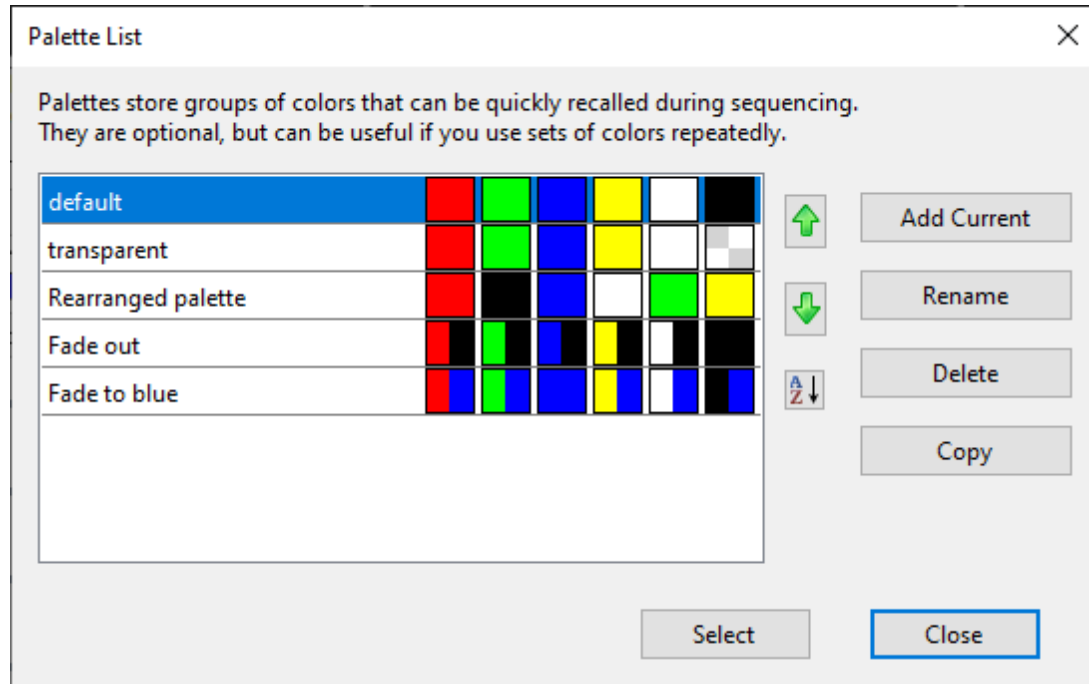 Palette List
Palettes store groups of colors that can be quickly recalled during sequencing.
They are optional, but can be useful if you use sets of colors repeatedly.
default
transparent
Rearranged palette
Fade out
Fade to blue
Add Current
Rename
A
Z
Delete
Copy
Select
Close